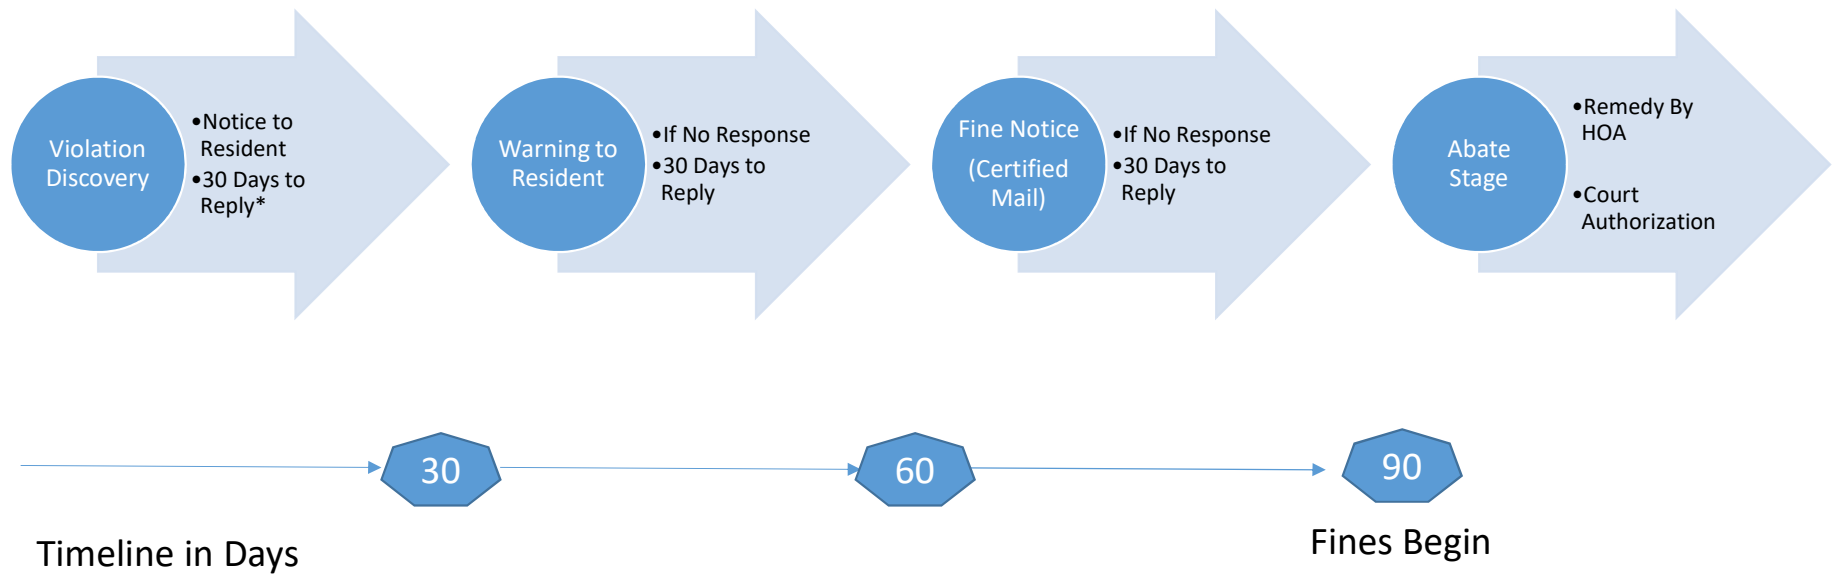 Violation
Discovery
•Notice to
Resident
•30 Days to
Reply*
Warning to
Resident
•If No Response
•30 Days to
Reply
Fine Notice
(Certified
Mail)
•If No Response
•30 Days to
Reply
Abate
Stage
•Remedy By
HOA
•Court
Authorization
30
60
90
Timeline in Days
Fines Begin